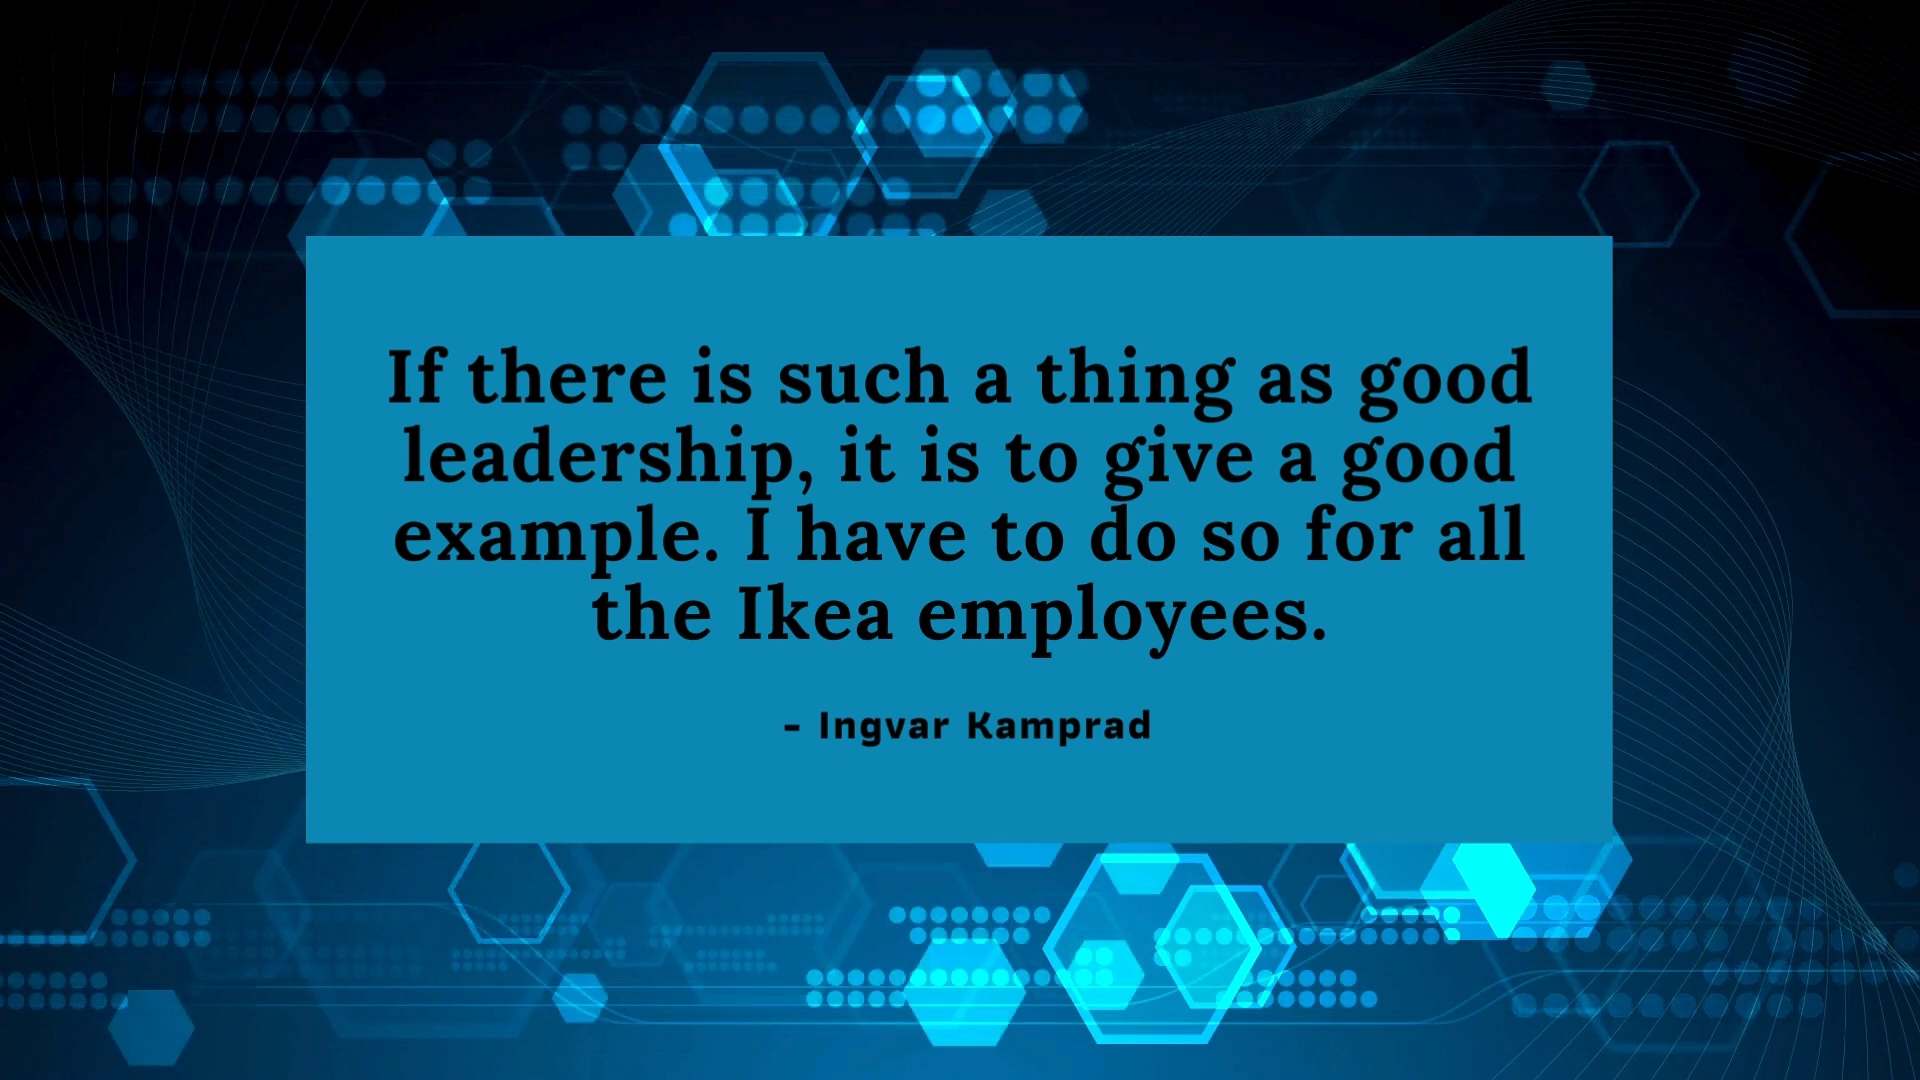 If there is such a thing as good
leadership, it is to give a good
example. I have to do so for all
the Ikea employees.
- Ingvar Kamprad